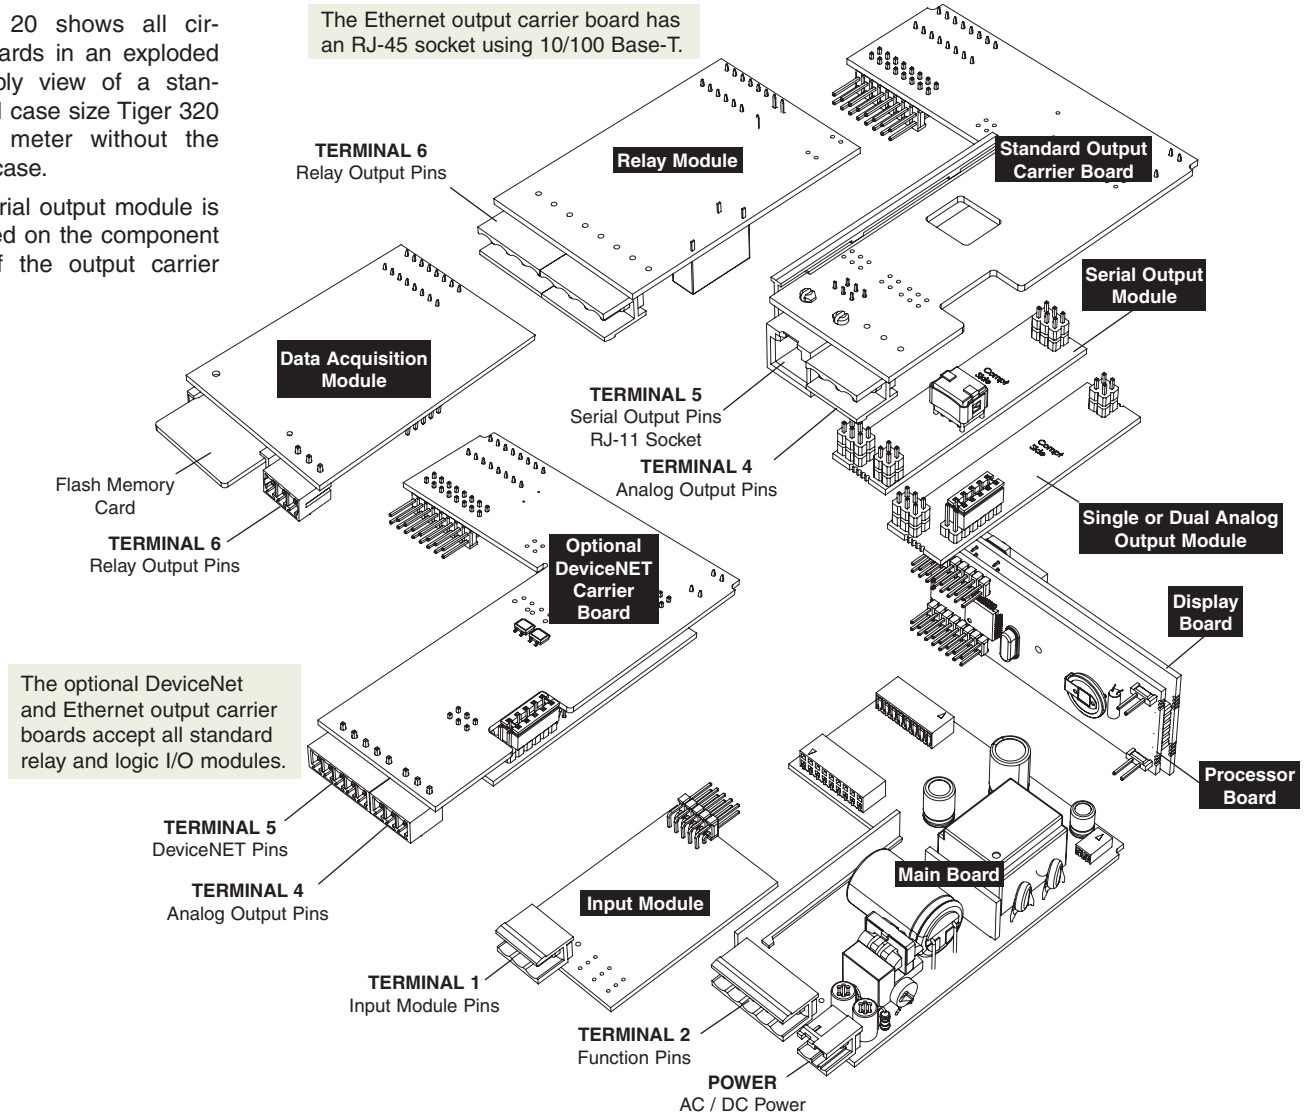 20 shows all cir-
ards in an exploded
bly view of a stan-
l case size Tiger 320
meter without the
case.
rial output module is
ed on the component
f the output carrier
The Ethernet output carrier board has
an RJ-45 socket using 10/100 Base-T.
TERMINAL 6
Relay Output Pins
Relay Module
Standard Output
Carrier Board
Serial Output
Module
Data Acquisition
Module
Compt
Side
TERMINAL 5
Serial Output Pins
RJ-11 Socket
TERMINAL 4
Analog Output Pins
Compt
Side
Flash Memory
Card
TERMINAL 6
Relay Output Pins
Single or Dual Analog
Output Module
Optional
DeviceNET
Carrier
Board
Display
Board
The optional DeviceNet
and Ethernet output carrier
boards accept all standard
relay and logic I/O modules.
Processor
Board
TERMINAL 5
DeviceNET Pins
TERMINAL 4
Analog Output Pins
Main Board
Input Module
TERMINAL 1
Input Module Pins
TERMINAL 2
Function Pins
POWER
AC / DC Power